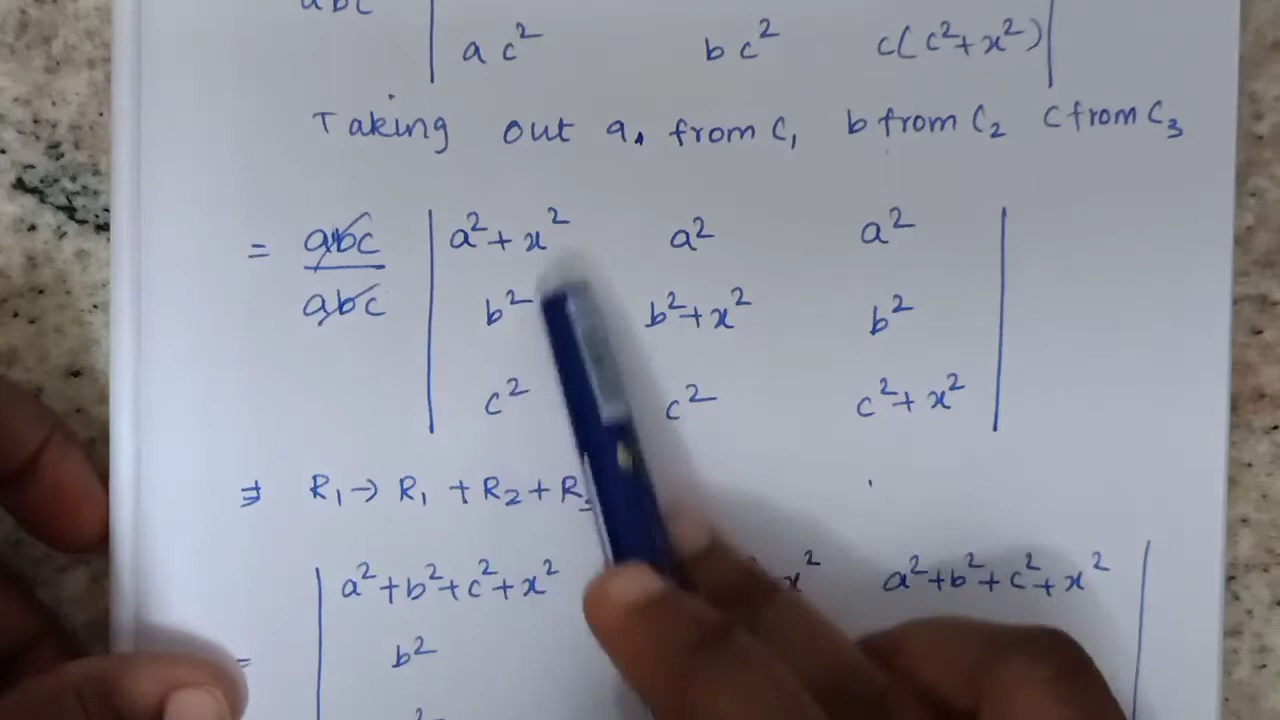 abc
a c² b c² c(c²+x²)
Taking out a, from C₁ b from C₂ c from C₃
= abc | a²+x² a² a² |
abc b² b²+x² b²
c² c² c²+x²
⇒ R₁ → R₁ + R₂ + R₃
| a²+b²+c²+x² x² a²+b²+c²+x² |
= b²